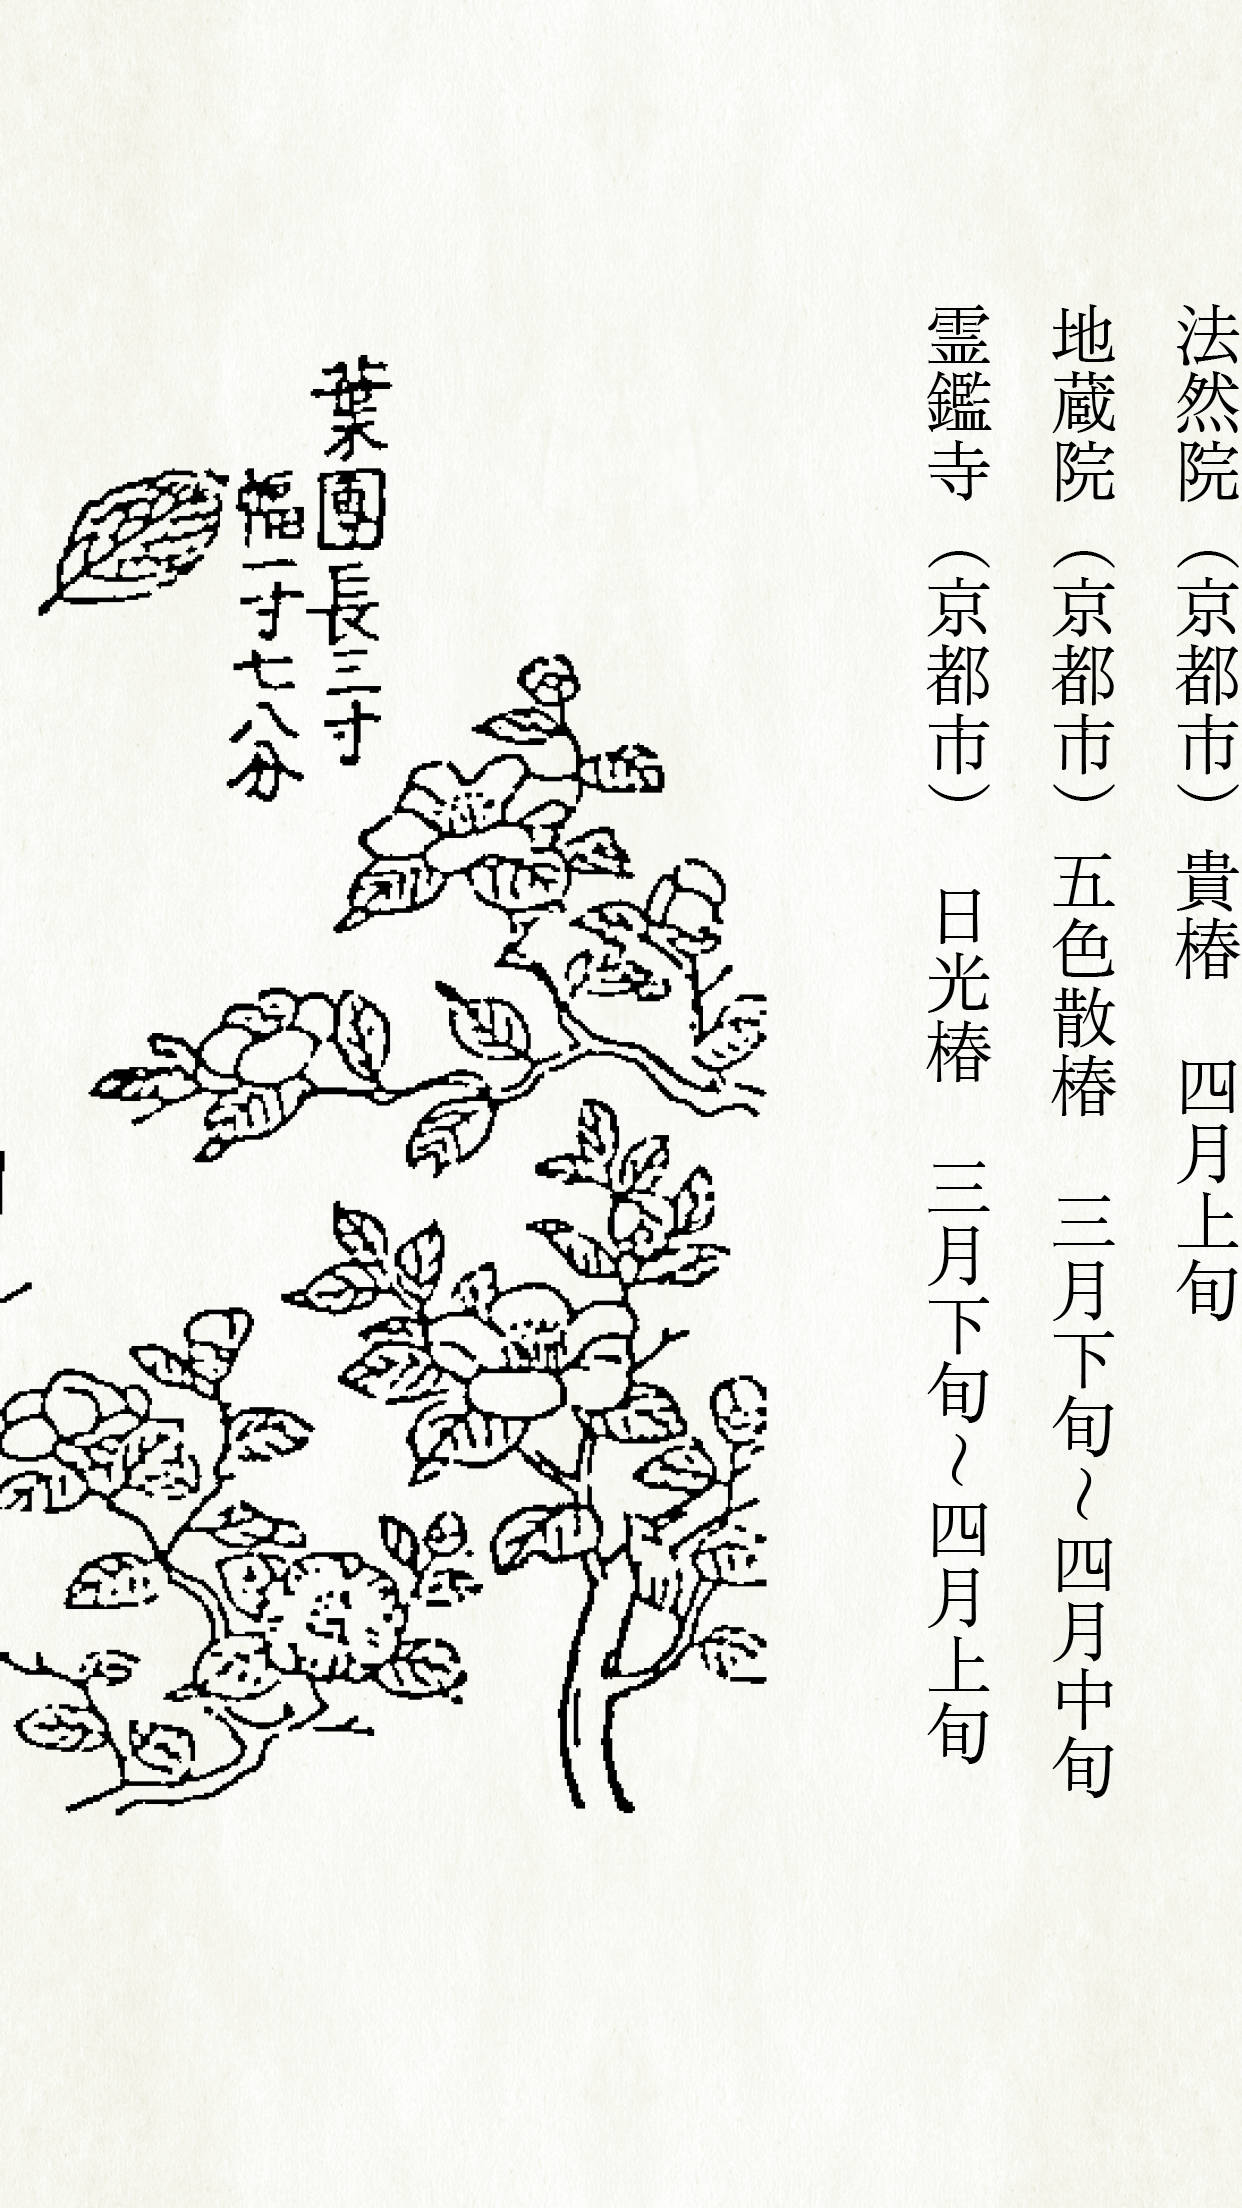 法然院（京都市）貴椿　四月上旬
地蔵院（京都市）五色散椿　三月下旬～四月中旬
霊鑑寺（京都市）　日光椿　三月下旬～四月上旬
葉團長三寸
幅一寸七八分